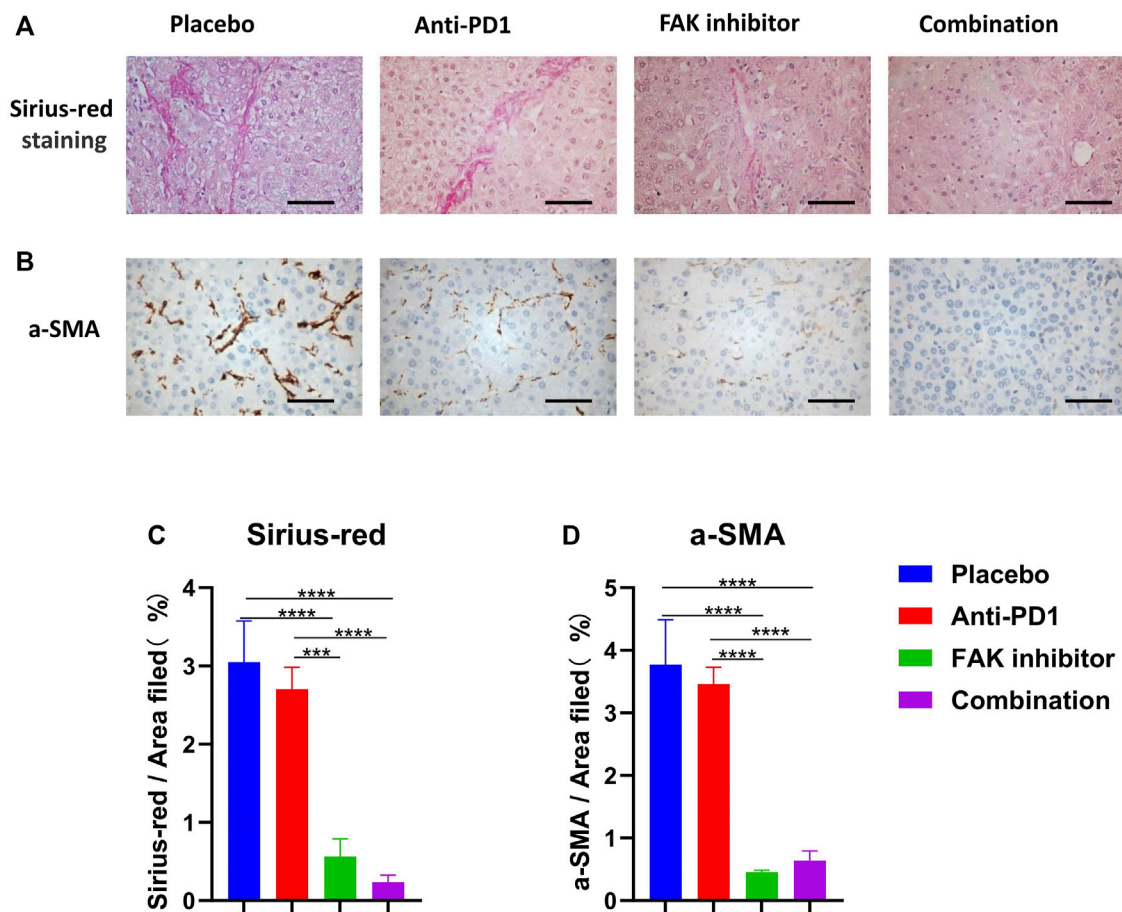 A
Placebo
Anti-PD1
FAK inhibitor
Combination
Sirius-red
staining
B
a-SMA
C
Sirius-red
Sirius-red / Area filed（ %）
4
3
2
1
0
****
****
****
***
D
a-SMA
a-SMA / Area filed（ %）
5
4
3
2
1
0
****
****
****
****
Placebo
Anti-PD1
FAK inhibitor
Combination